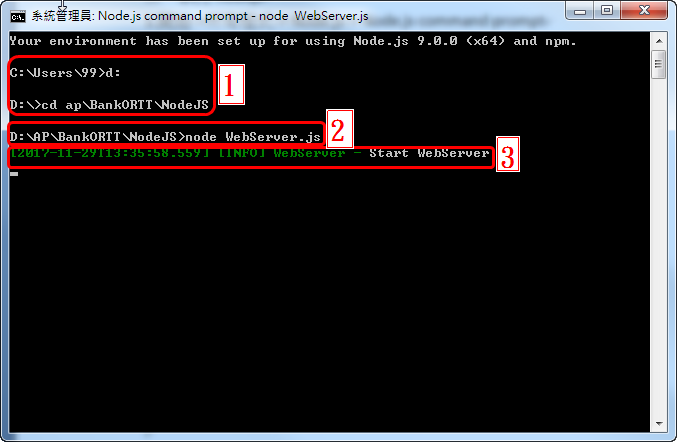 系統管理員: Node.js command prompt - node  WebServer.js
Your environment has been set up for using Node.js 9.0.0 (x64) and npm.
C:\Users\99>d:
D:\>cd ap\BankORTT\NodeJS
1
D:\AP\BankORTT\NodeJS>node WebServer.js
2
[2017-11-29T13:35:58.559] [INFO] WebServer - Start WebServer
3